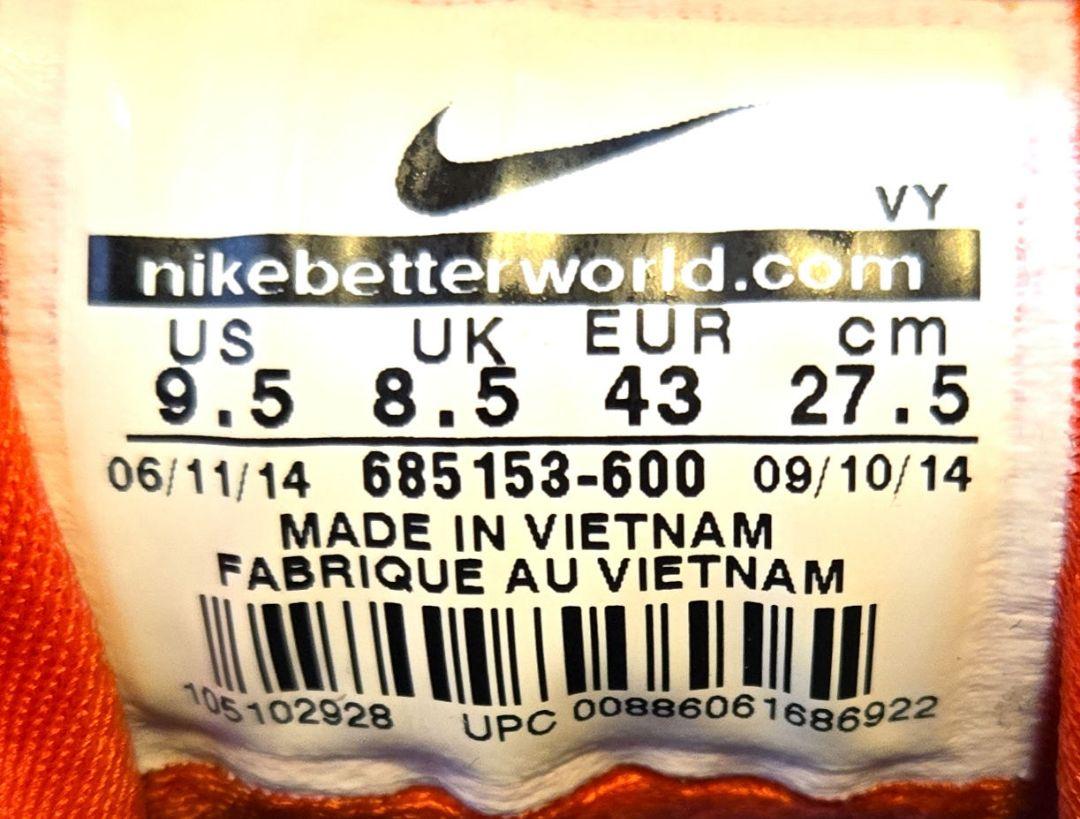 VY
nikebetterworld.com
US UK EUR cm
9.5 8.5 43 27.5
06/11/14 685153-600 09/10/14
MADE IN VIETNAM
FABRIQUE AU VIETNAM
105102928 UPC 00886061686922